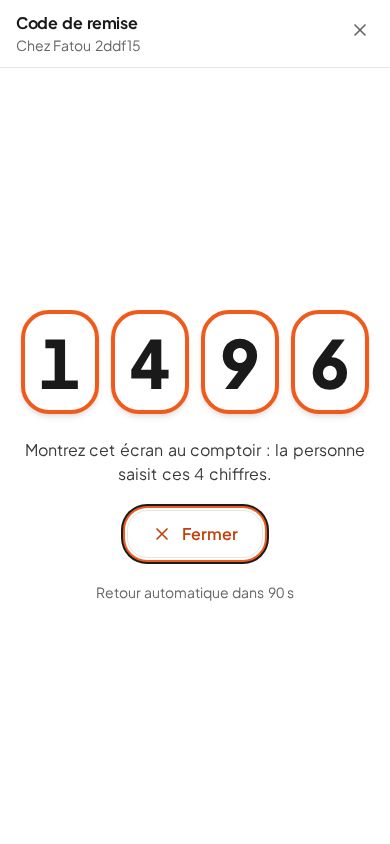 Code de remise
Chez Fatou 2ddf15
1 4 9 6
Montrez cet écran au comptoir : la personne
saisit ces 4 chiffres.
Fermer
Retour automatique dans 90 s